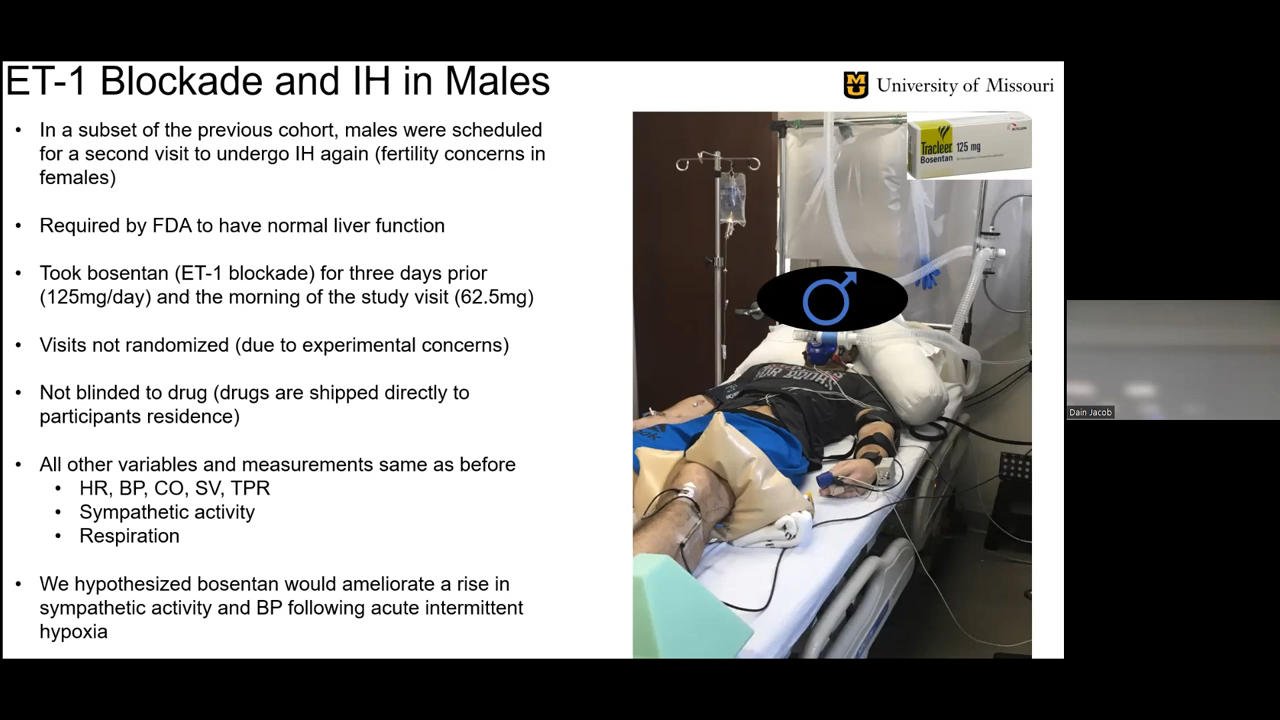 ET-1 Blockade and IH in Males
University of Missouri
• In a subset of the previous cohort, males were scheduled
for a second visit to undergo IH again (fertility concerns in
females)
• Required by FDA to have normal liver function
• Took bosentan (ET-1 blockade) for three days prior
(125mg/day) and the morning of the study visit (62.5mg)
• Visits not randomized (due to experimental concerns)
• Not blinded to drug (drugs are shipped directly to
participants residence)
• All other variables and measurements same as before
• HR, BP, CO, SV, TPR
• Sympathetic activity
• Respiration
• We hypothesized bosentan would ameliorate a rise in
sympathetic activity and BP following acute intermittent
hypoxia
Tracleer 125 mg
Bosentan
Dain Jacob